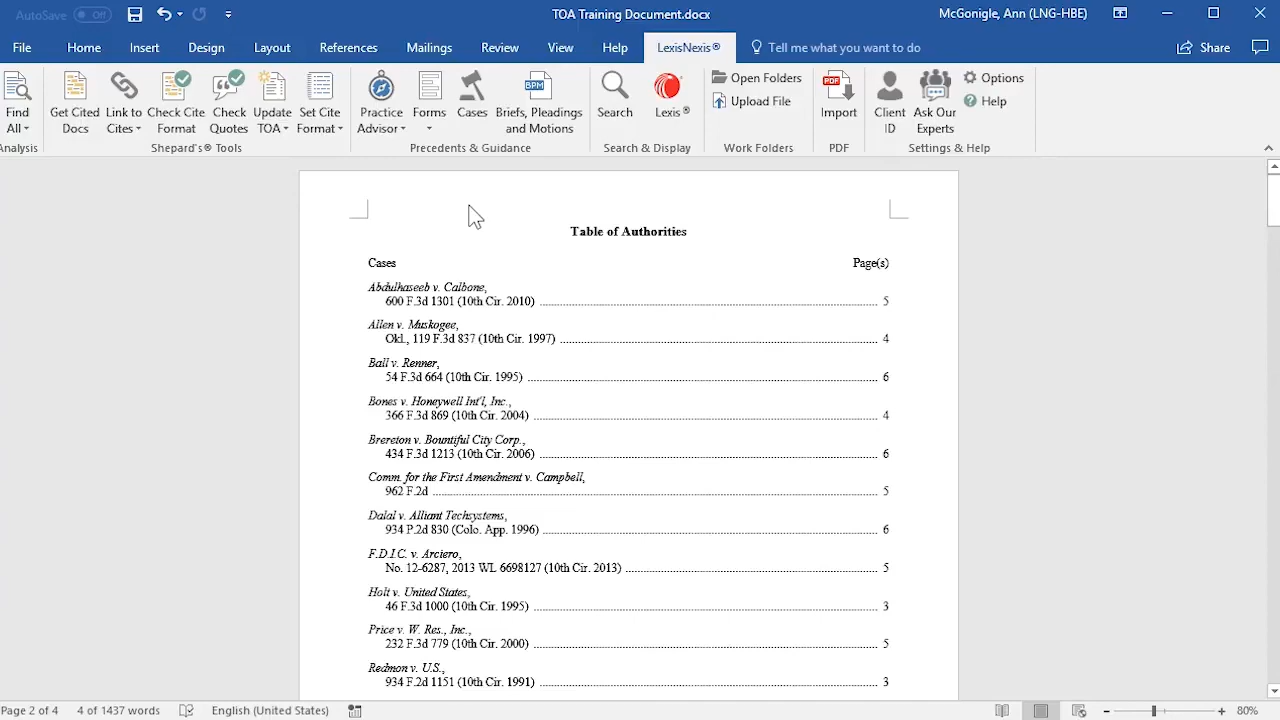 AutoSave Off TOA Training Document.docx McGonigle, Ann (LNG-HBE)
File Home Insert Design Layout References Mailings Review View Help LexisNexis® Tell me what you want to do Share
Find All
Get Cited Docs
Link to Cites
Check Cite Format
Check Quotes
Update TOA
Set Cite Format
Practice Advisor
Forms
Cases
Briefs, Pleadings and Motions
BPM
Search
Lexis®
Open Folders
Upload File
PDF
Import
Client ID
Ask Our Experts
Options
Help
Analysis Shepard's® Tools Precedents & Guidance Search & Display Work Folders PDF Settings & Help
Table of Authorities
Cases Page(s)
Abdulhaseeb v. Calbone,
600 F.3d 1301 (10th Cir. 2010) 5
Allen v. Muskogee,
Okl., 119 F.3d 837 (10th Cir. 1997) 4
Ball v. Renner,
54 F.3d 664 (10th Cir. 1995) 6
Bones v. Honeywell Int'l, Inc.,
366 F.3d 869 (10th Cir. 2004) 4
Brereton v. Bountiful City Corp.,
434 F.3d 1213 (10th Cir. 2006) 6
Comm. for the First Amendment v. Campbell,
962 F.2d 5
Dalal v. Alliant Techsystems,
934 P.2d 830 (Colo. App. 1996) 6
F.D.I.C. v. Arciero,
No. 12-6287, 2013 WL 6698127 (10th Cir. 2013) 5
Holt v. United States,
46 F.3d 1000 (10th Cir. 1995) 3
Price v. W. Res., Inc.,
232 F.3d 779 (10th Cir. 2000) 5
Redmon v. U.S.,
934 F.2d 1151 (10th Cir. 1991) 3
Page 2 of 4 4 of 1437 words English (United States) 80%